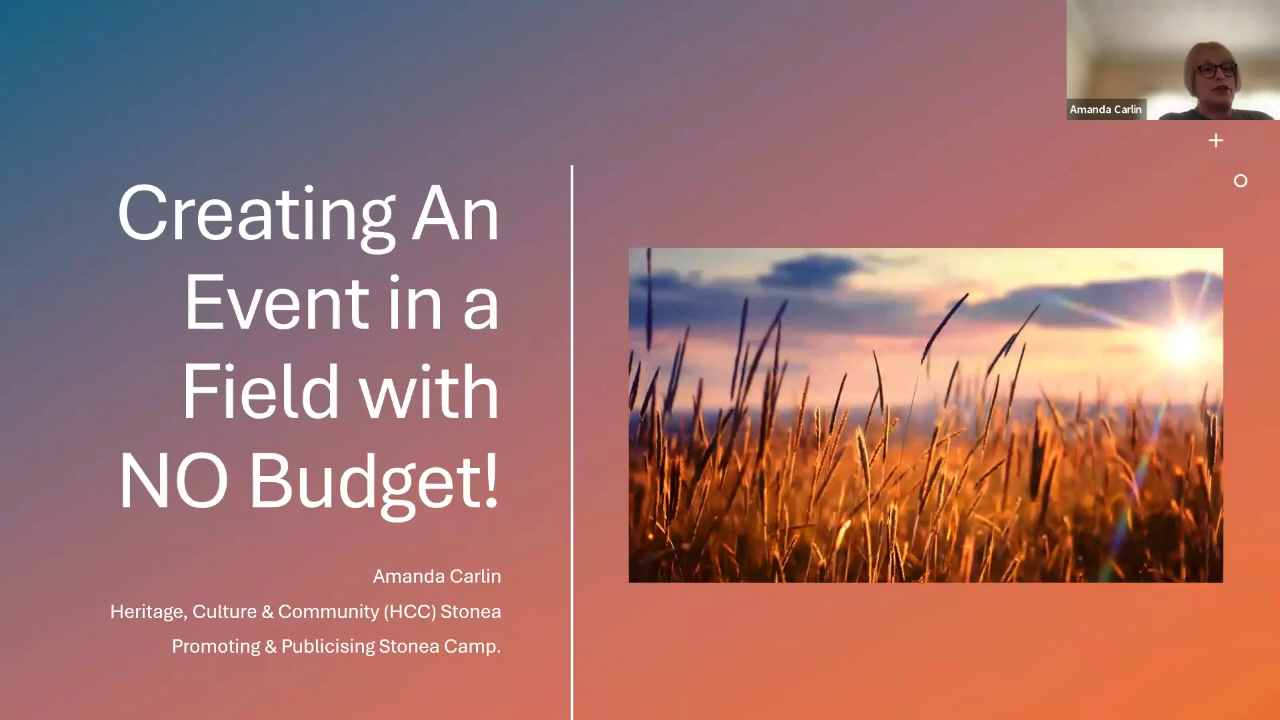 Amanda Carlin
Creating An
Event in a
Field with
NO Budget!
Amanda Carlin
Heritage, Culture & Community (HCC) Stonea
Promoting & Publicising Stonea Camp.